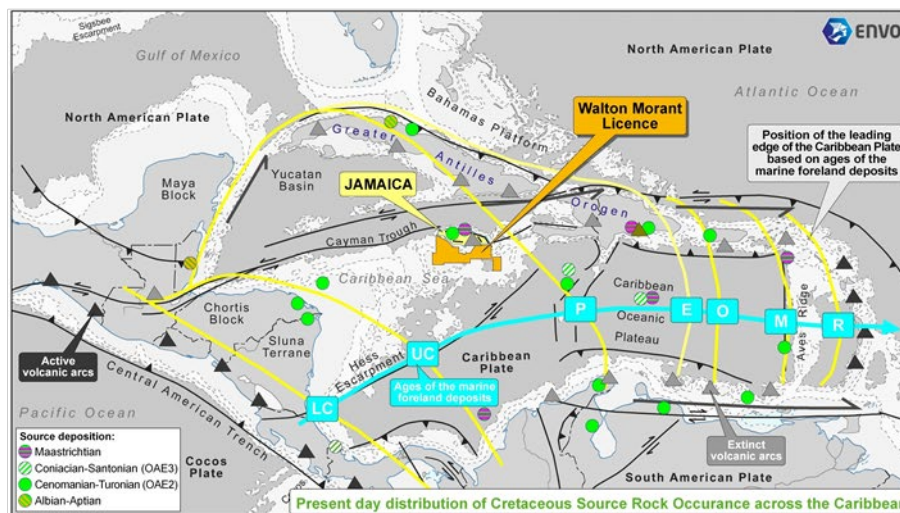 Sigsbee
Escarpment
Gulf of Mexico
North American Plate
ENVO
Atlantic Ocean
North American
Plate
Bahamas Platform
Walton Morant
Licence
Position of the leading
edge of the Caribbean Plate
based on ages of the
marine foreland deposits
Greater
Antilles
Orogen
Maya
Block
Yucatan
Basin
JAMAICA
Cayman Trough
Caribbean Sea
Chortis
Block
Sluna
Terrane
Caribbean
Oceanic
Plateau
P
E
O
M
R
Aves Ridge
Active
volcanic arcs
Hess
Escarpment
UC
Caribbean
Plate
LC
Ages of the marine
foreland deposits
Central American
Trench
Pacific Ocean
Cocos
Plate
Extinct
volcanic arcs
South American Plate
Source deposition:
Maastrichtian
Coniacian-Santonian (OAE3)
Cenomanian-Turonian (OAE2)
Albian-Aptian
Present day distribution of Cretaceous Source Rock Occurance across the Caribbean